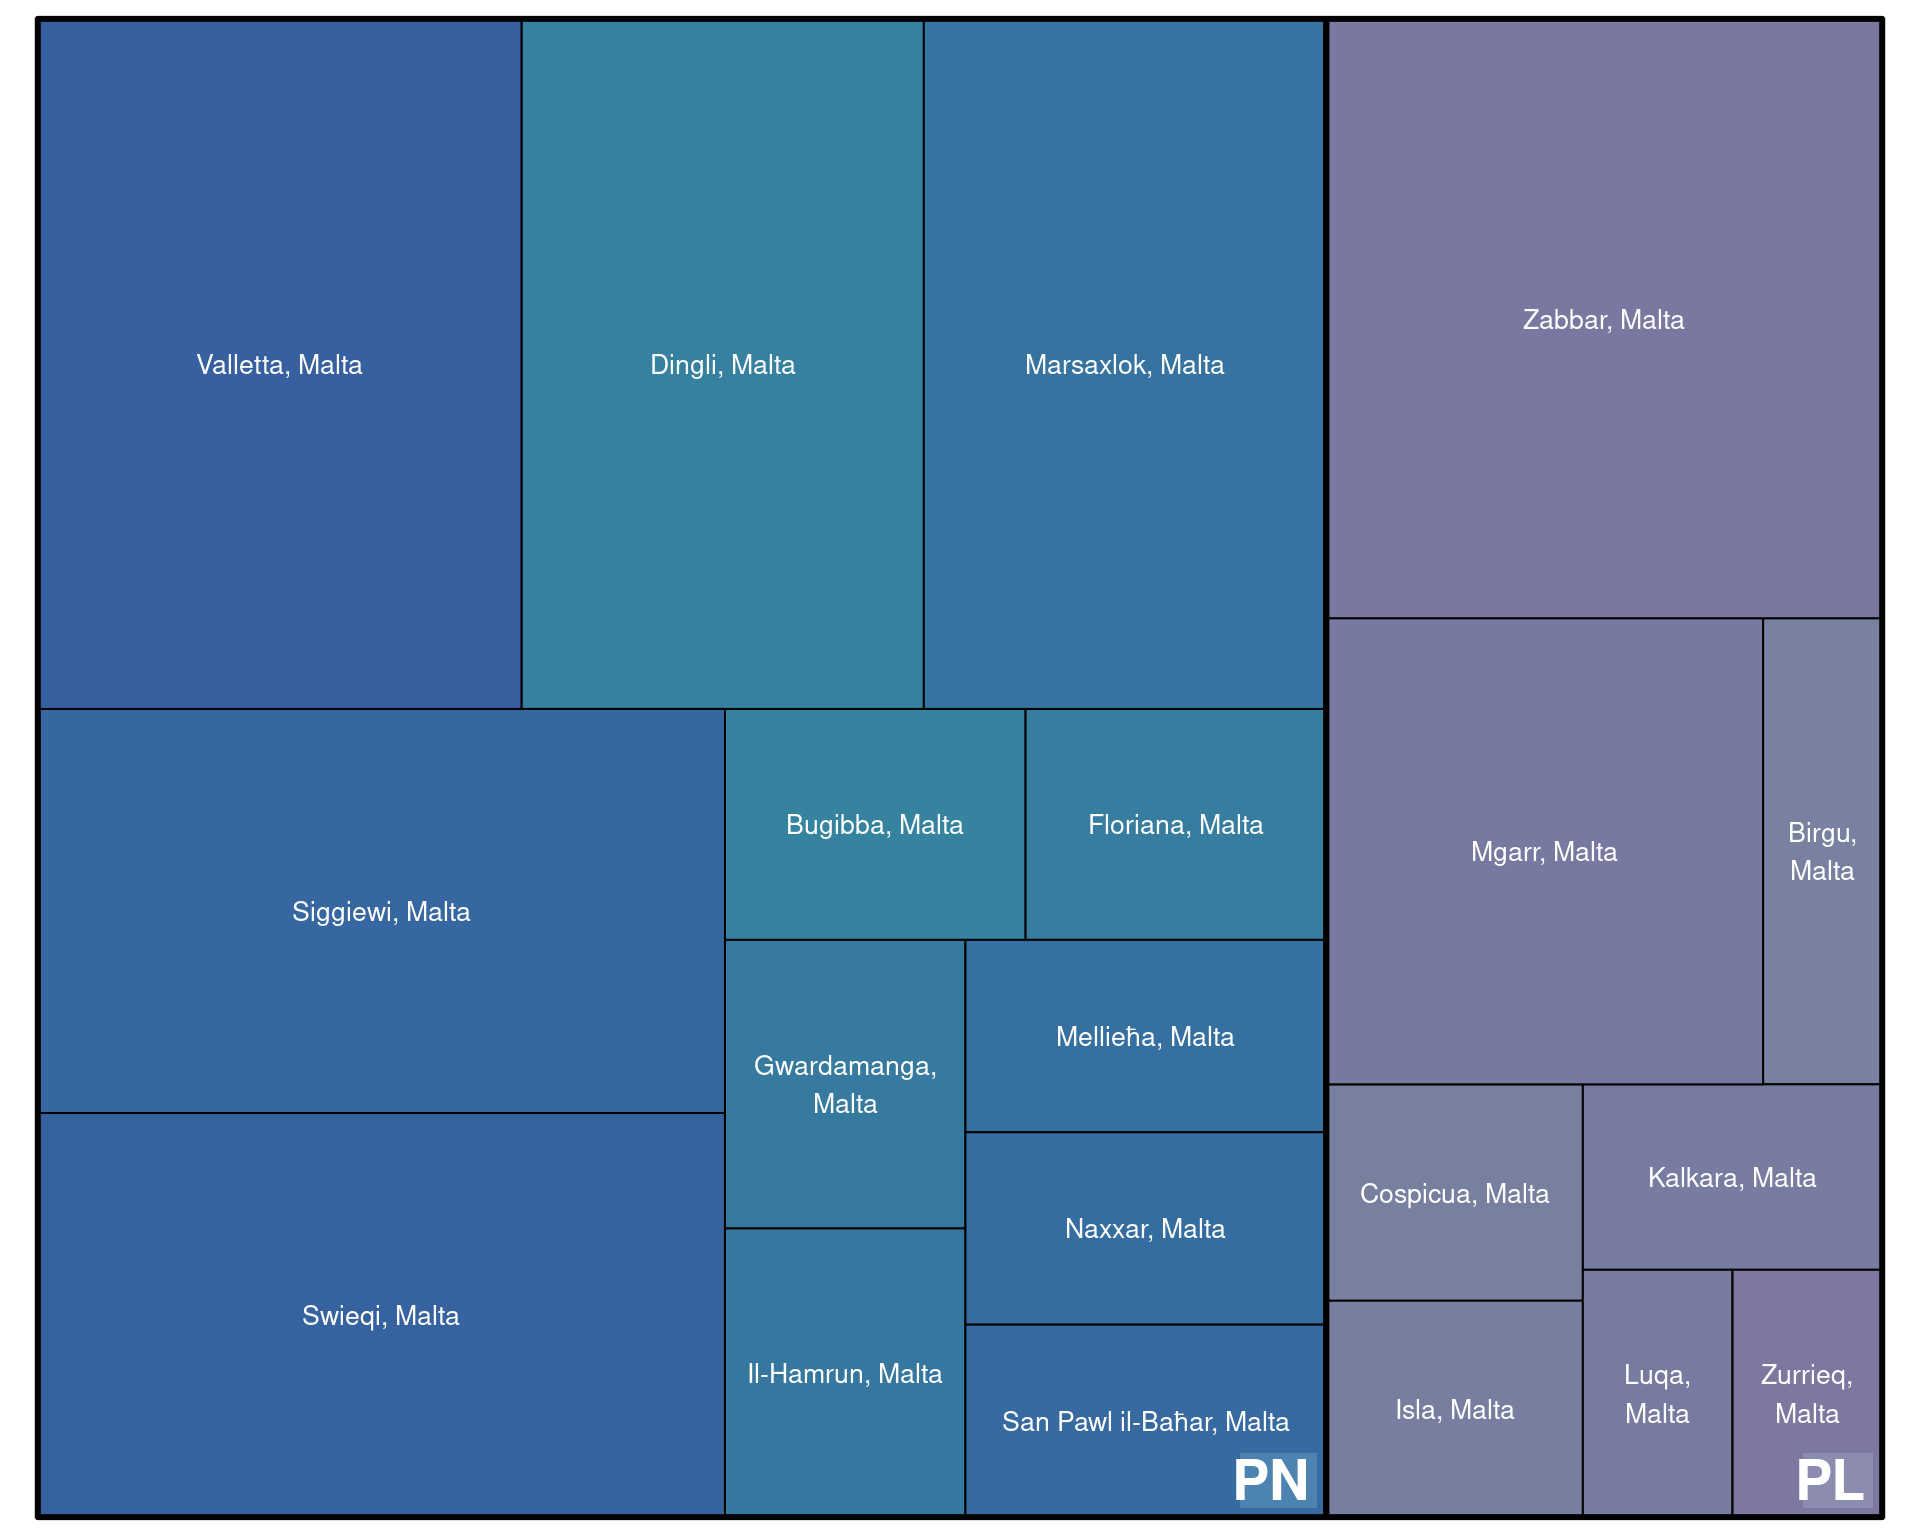 Valletta, Malta
Dingli, Malta
Marsaxlok, Malta
Zabbar, Malta
Siggiewi, Malta
Bugibba, Malta
Floriana, Malta
Mgarr, Malta
Birgu,
Malta
Gwardamanga,
Malta
Mellieħa, Malta
Naxxar, Malta
Cospicua, Malta
Kalkara, Malta
Swieqi, Malta
Il-Hamrun, Malta
San Pawl il-Baħar, Malta
Isla, Malta
Luqa,
Malta
Zurrieq,
Malta
PN
PL